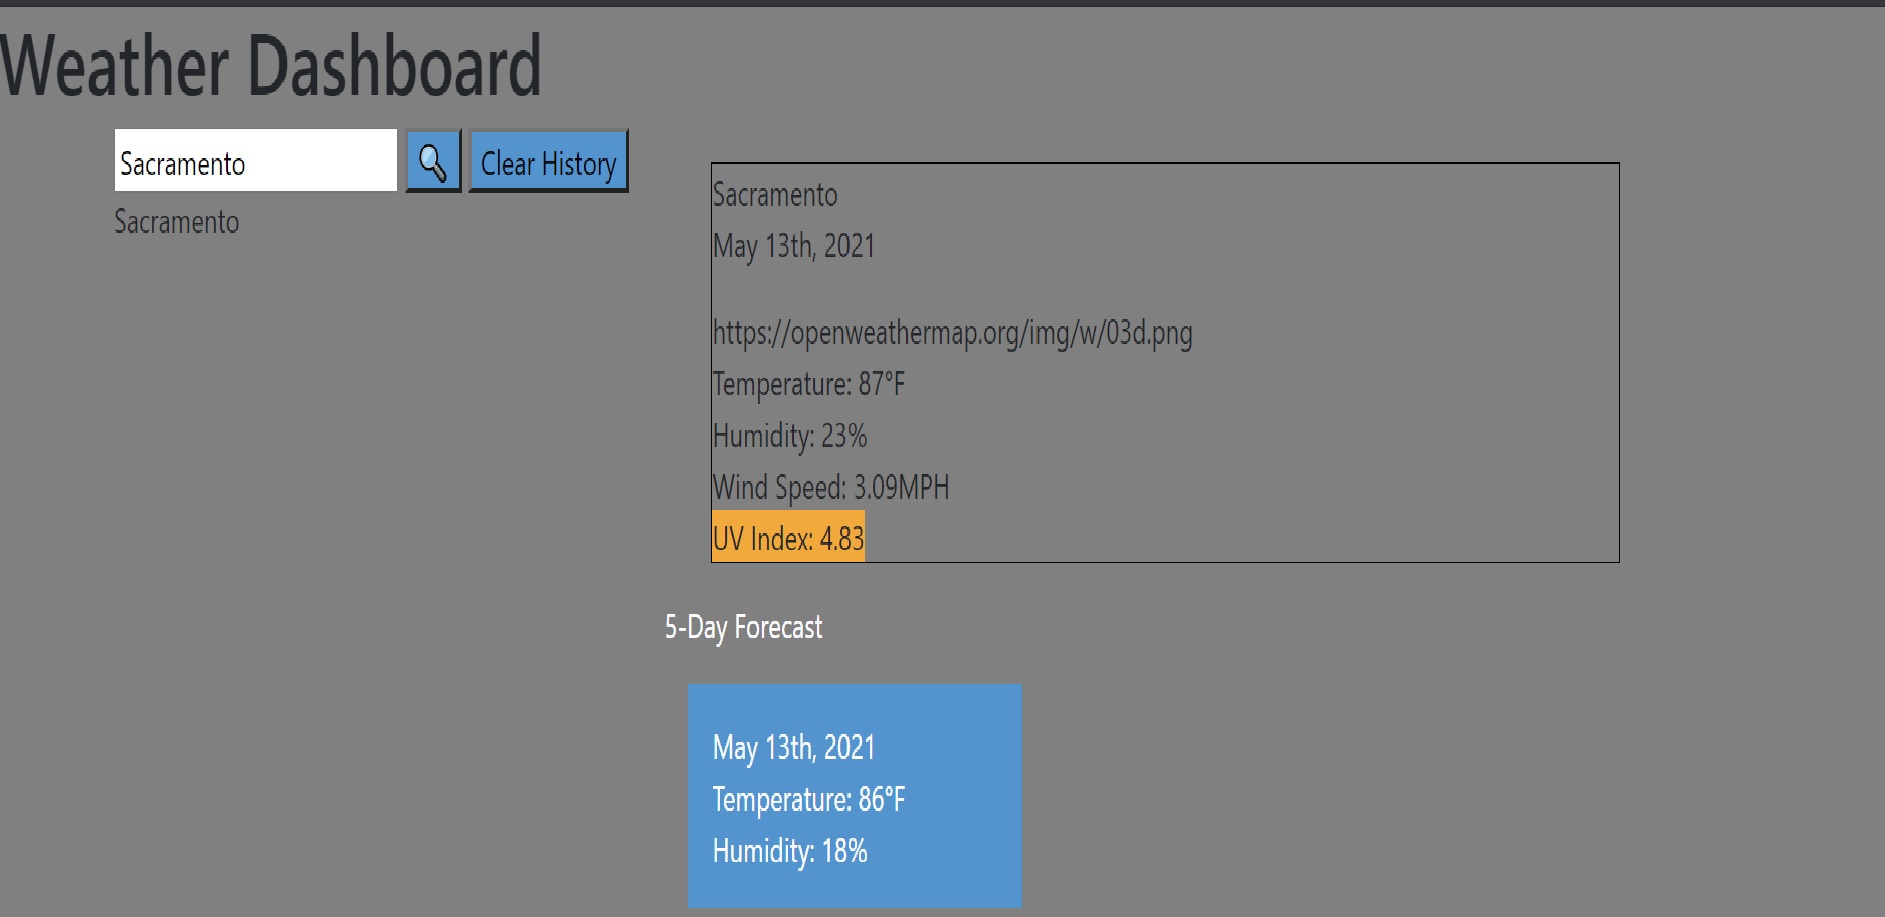 Weather Dashboard
Sacramento
Clear History
Sacramento
Sacramento
May 13th, 2021
https://openweathermap.org/img/w/03d.png
Temperature: 87°F
Humidity: 23%
Wind Speed: 3.09MPH
UV Index: 4.83
5-Day Forecast
May 13th, 2021
Temperature: 86°F
Humidity: 18%